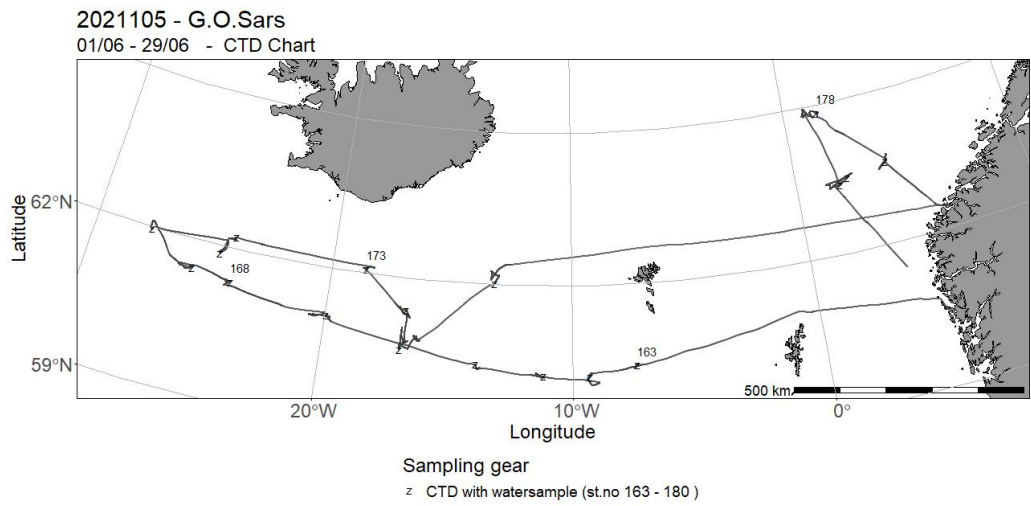 2021105 - G.O.Sars
01/06 - 29/06 - CTD Chart
178
62°N
173
168
163
59°N
500 km
20°W
10°W
0°
Latitude
Longitude
Sampling gear
z CTD with watersample (st.no 163 - 180 )